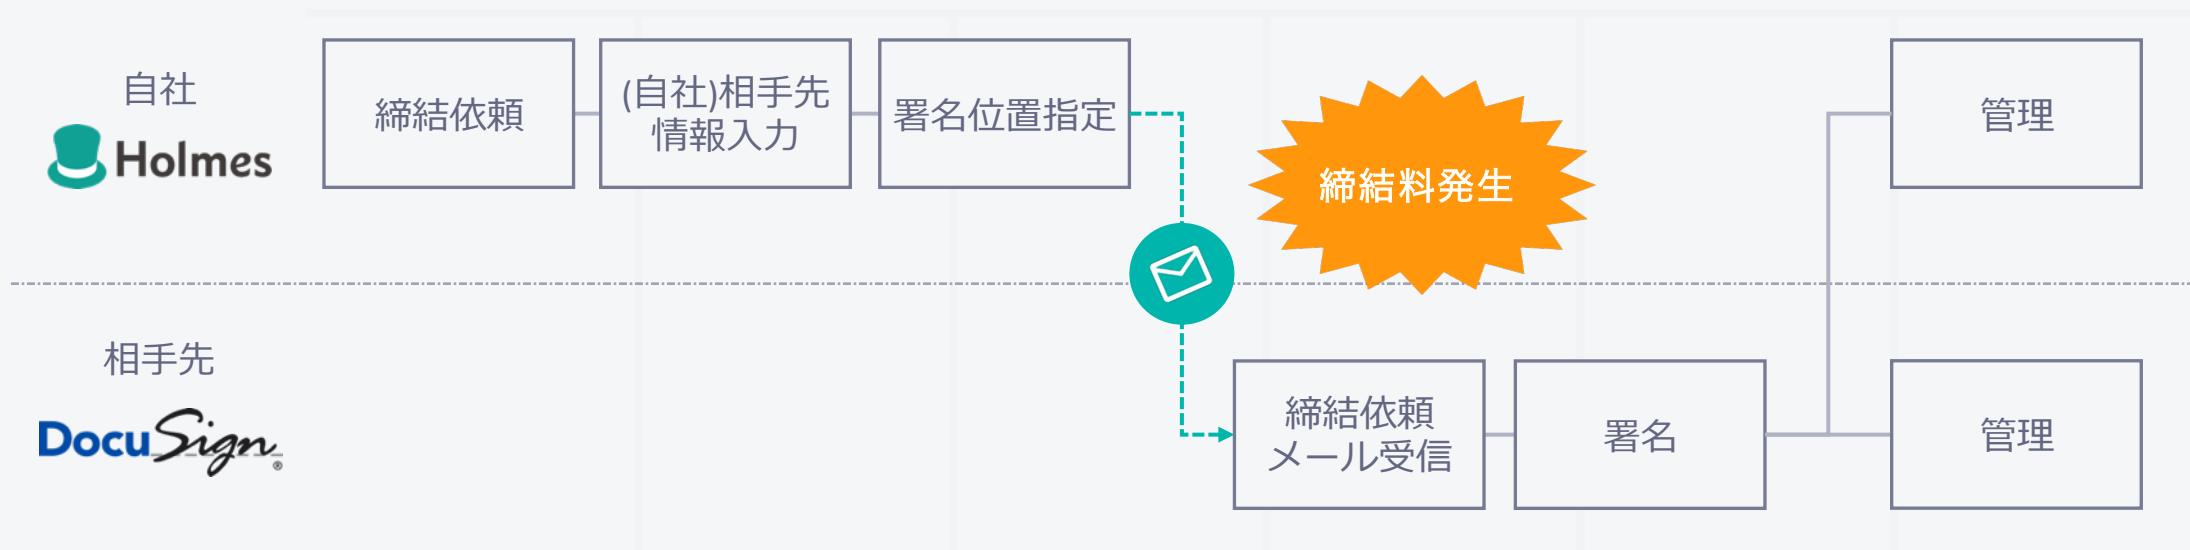 自社
Holmes
締結依頼
(自社)相手先
情報入力
署名位置指定
締結料発生
管理
相手先
DocuSign®
締結依頼
メール受信
署名
管理